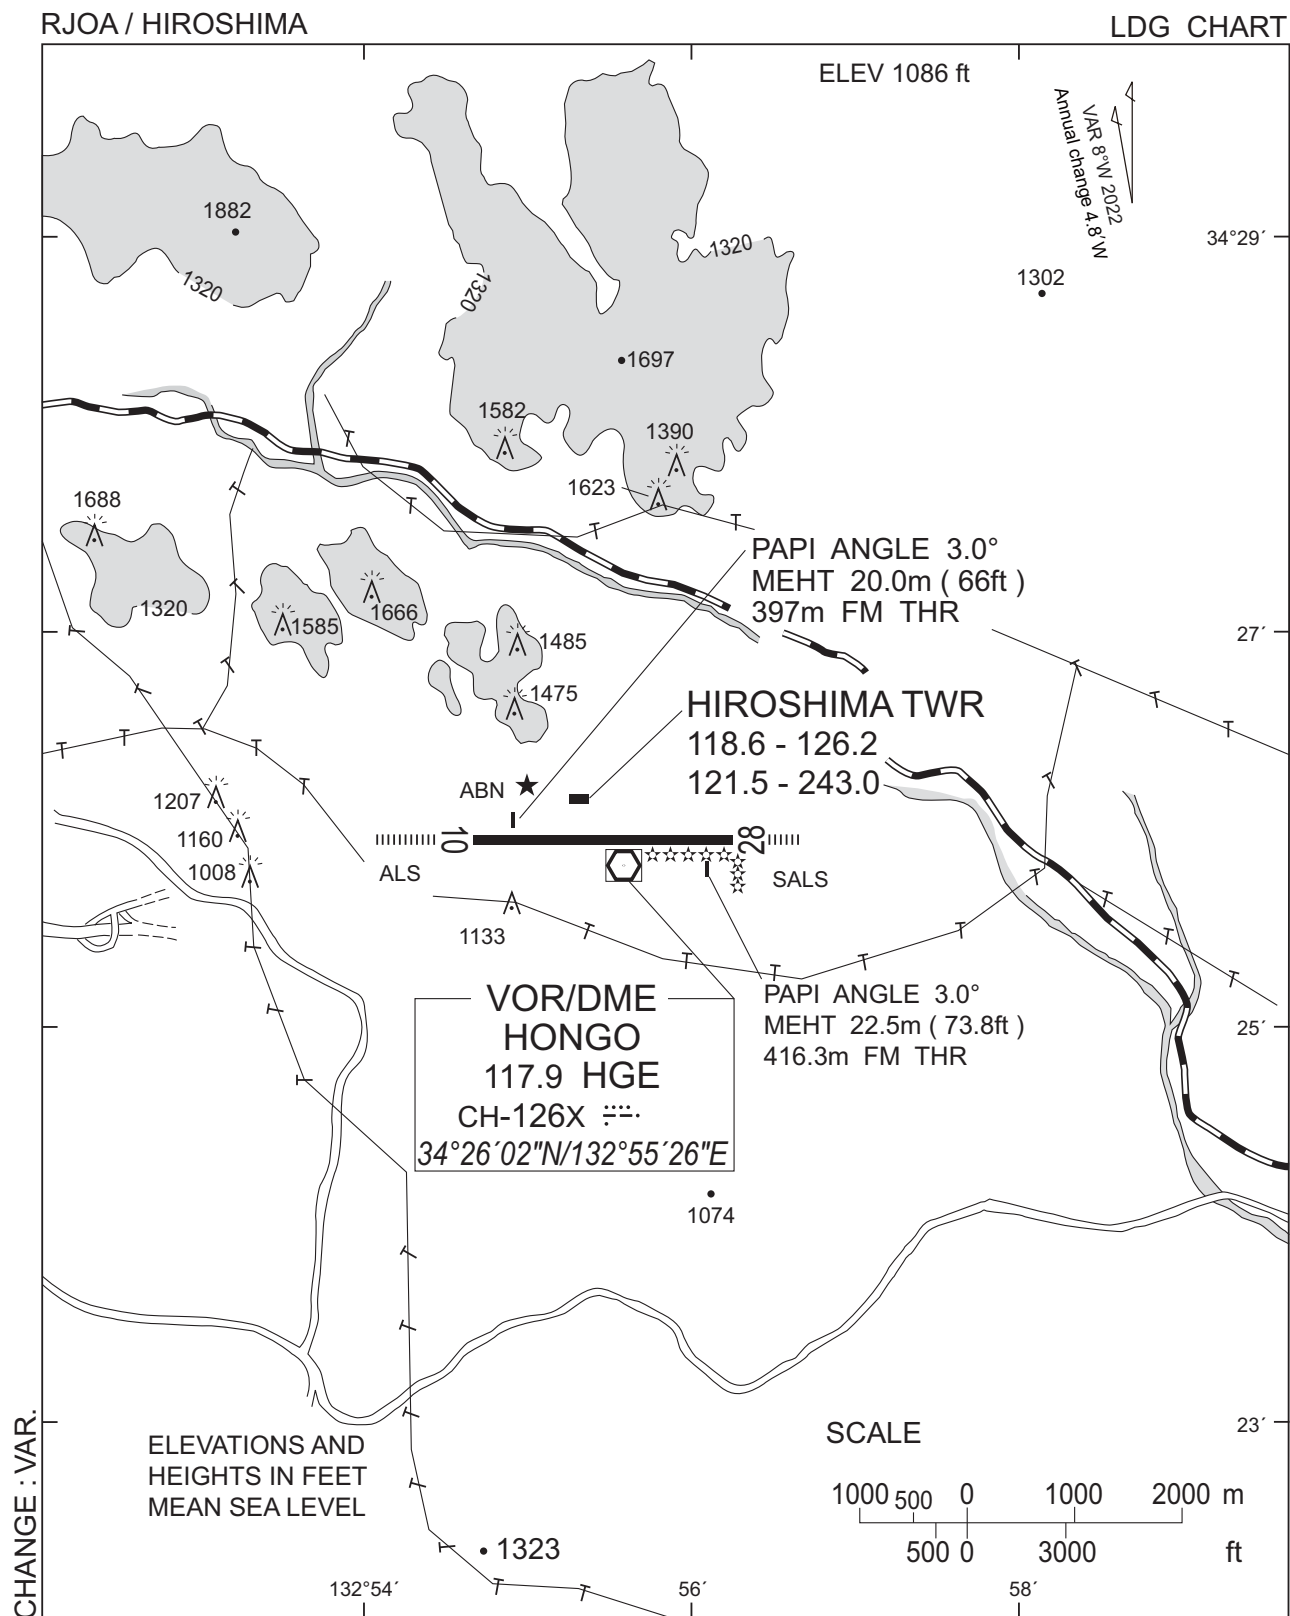 RJOA / HIROSHIMA
LDG CHART
ELEV 1086 ft
VAR 8°W 2022
Annual change 4.8´W
1882
34°29´
1320
1320
1320
1302
1697
1582
1390
1623
1688
PAPI ANGLE 3.0°
MEHT 20.0m ( 66ft )
397m FM THR
1320
1585
1666
27´
1485
1475
HIROSHIMA TWR
118.6 - 126.2
121.5 - 243.0
ABN
1207
1160
10
28
1008
ALS
SALS
1133
VOR/DME
HONGO
117.9 HGE
CH-126X
34°26´02"N/132°55´26"E
PAPI ANGLE 3.0°
MEHT 22.5m ( 73.8ft )
416.3m FM THR
25´
1074
23´
ELEVATIONS AND
HEIGHTS IN FEET
MEAN SEA LEVEL
SCALE
1000 500 0 1000 2000 m
500 0 3000 ft
1323
132°54´
56´
58´
CHANGE : VAR.